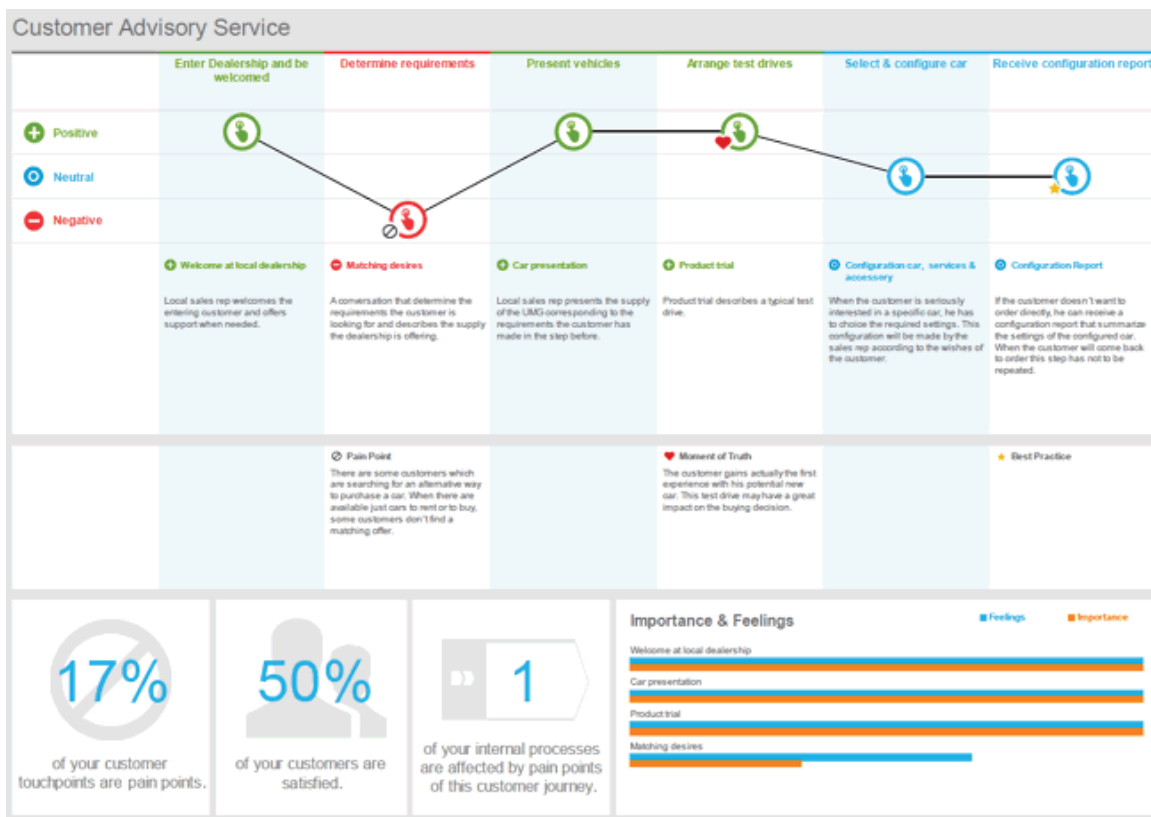 Customer Advisory Service
Enter Dealership and be
welcomed
Determine requirements
Present vehicles
Arrange test drives
Select & configure car
Receive configuration report
Positive
Neutral
Negative
Welcome at local dealership
Local sales rep welcomes the
entering customer and offers
support when needed.
Matching desires
A conversation that determine the
requirements the customer is
looking for and describes the supply
the dealership is offering.
Car presentation
Local sales rep presents the supply
of the UMG corresponding to the
requirements the customer has
made in the step before.
Product trial
Product trial describes a typical test
drive.
Configuration car, services &
accessery
When the customer is seriously
interested in a specific car, he has
to choice the required settings. This
configuration will be made by the
sales rep according to the wishes of
the customer.
Configuration Report
If the customer doesn't want to
order directly, he can receive a
configuration report that summarize
the settings of the configured car.
When the customer will come back
to order this step has not to be
repeated.
Pain Point
There are some customers which
are searching for an alternative way
to purchase a car. When there are
available just cars to rent or to buy,
some customers don't find a
matching offer.
Moment of Truth
The customer gains actually the first
experience with his potential new
car. This test drive may have a great
impact on the buying decision.
Best Practice
17%
of your customer
touchpoints are pain points.
50%
of your customers are
satisfied.
1
of your internal processes
are affected by pain points
of this customer journey.
Importance & Feelings
Feelings
Importance
Welcome at local dealership
Car presentation
Product trial
Matching desires